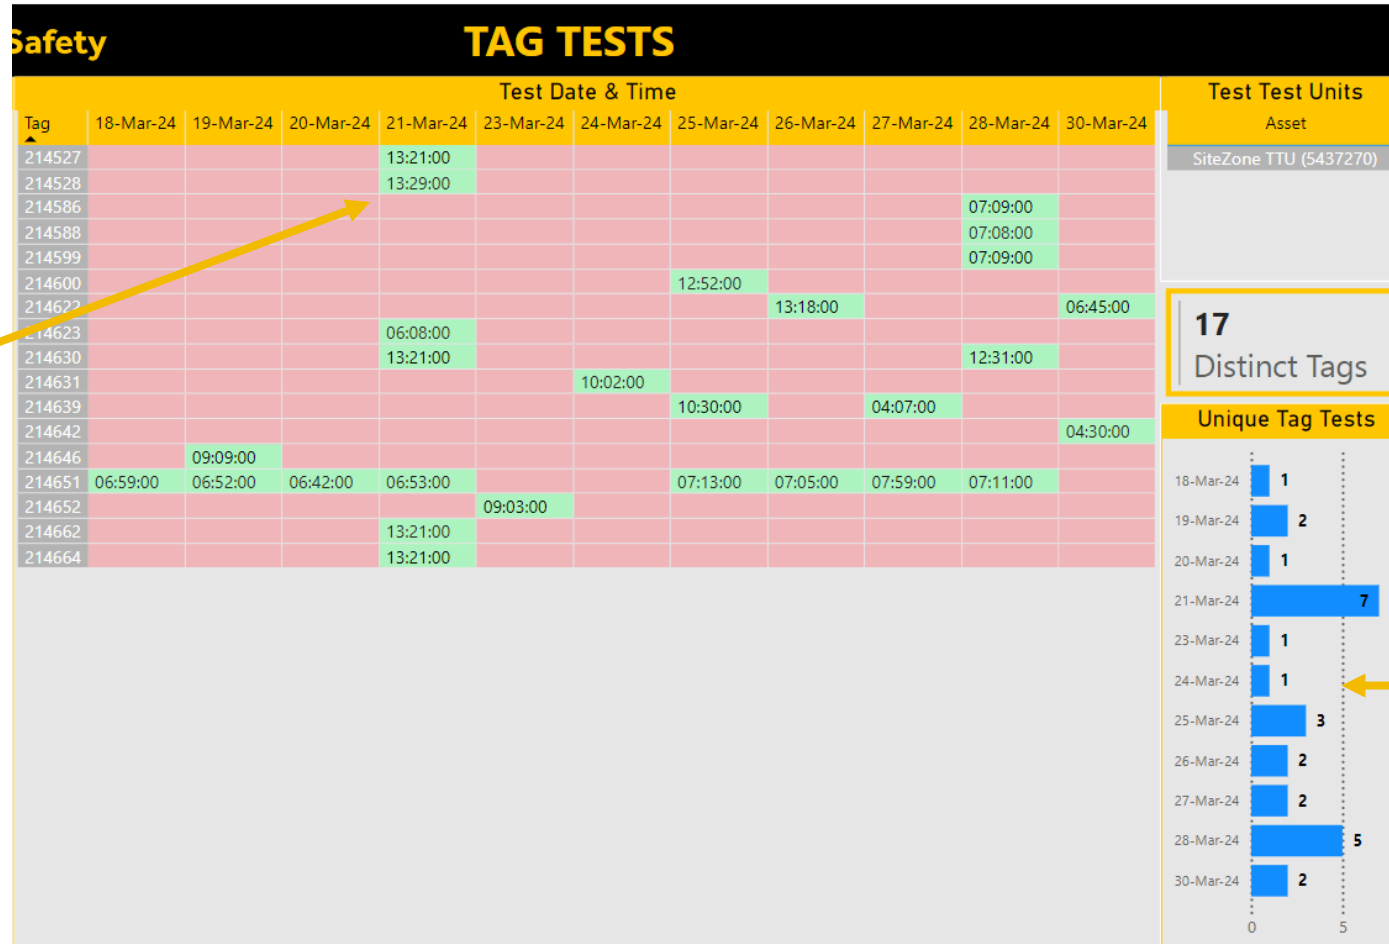 Safety
TAG TESTS
Test Date & Time
Tag 18-Mar-24 19-Mar-24 20-Mar-24 21-Mar-24 23-Mar-24 24-Mar-24 25-Mar-24 26-Mar-24 27-Mar-24 28-Mar-24 30-Mar-24
214527 13:21:00
214528 13:29:00
214586 07:09:00
214588 07:08:00
214599 07:09:00
214600 12:52:00
214622 13:18:00 06:45:00
214623 06:08:00
214630 13:21:00 12:31:00
214631 10:02:00
214639 10:30:00 04:07:00
214642 04:30:00
214646 09:09:00
214651 06:59:00 06:52:00 06:42:00 06:53:00 07:13:00 07:05:00 07:59:00 07:11:00
214652 09:03:00
214662 13:21:00
214664 13:21:00
Test Test Units
Asset
SiteZone TTU (5437270)
17
Distinct Tags
Unique Tag Tests
18-Mar-24 1
19-Mar-24 2
20-Mar-24 1
21-Mar-24 7
23-Mar-24 1
24-Mar-24 1
25-Mar-24 3
26-Mar-24 2
27-Mar-24 2
28-Mar-24 5
30-Mar-24 2
0 5